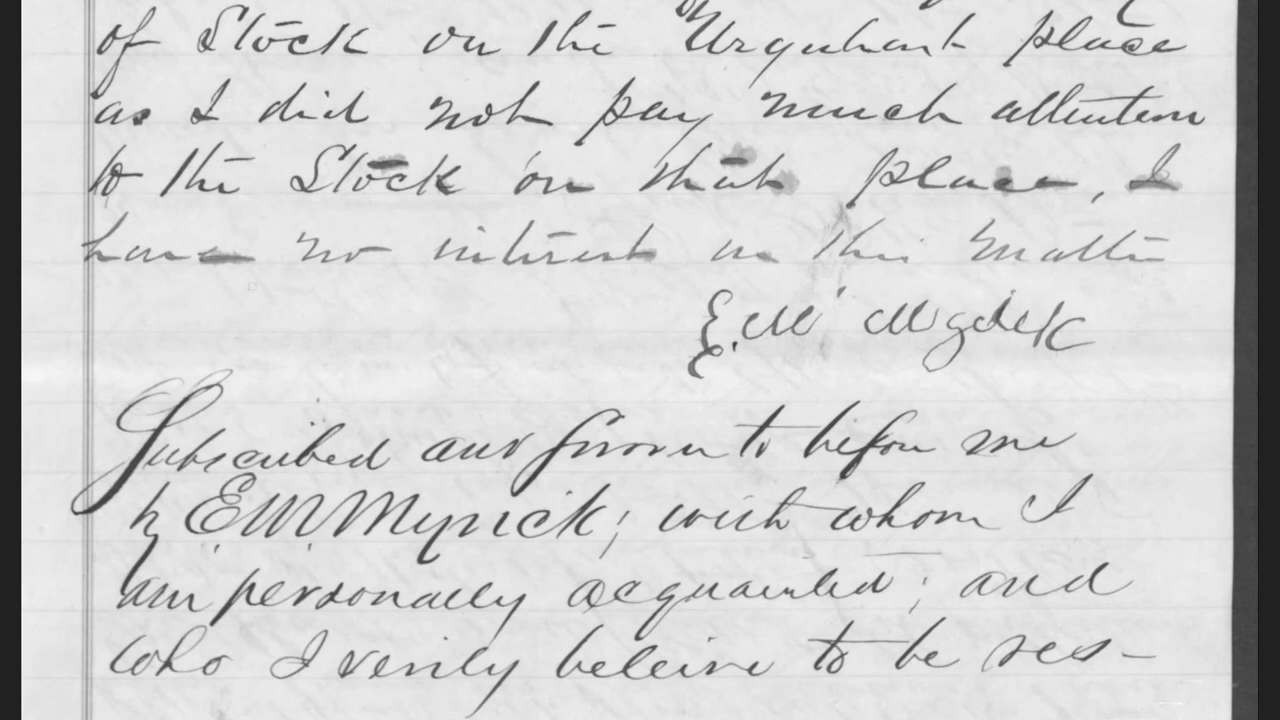 of Stock on the Urquhart place
as I did not pay much attention
to the Stock on that place, I
have no interest in this matter
E. M. Myrick
Subscribed and sworn to before me
by E W Myrick; with whom I
am personally acquainted; and
who I verily beleive to be res-